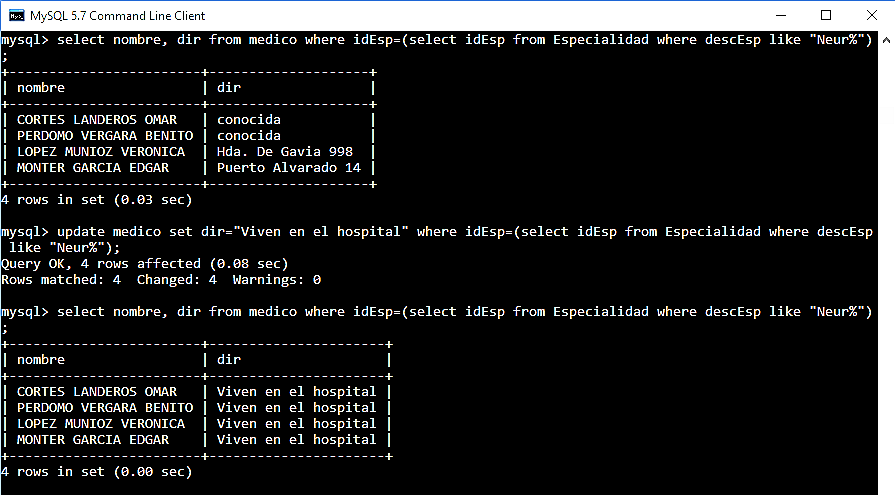 MySQL 5.7 Command Line Client
mysql> select nombre, dir from medico where idEsp=(select idEsp from Especialidad where descEsp like "Neur%")
;
+------------------------+--------------------+
| nombre                 | dir                |
+------------------------+--------------------+
| CORTES LANDEROS OMAR   | conocida           |
| PERDOMO VERGARA BENITO | conocida           |
| LOPEZ MUNIOZ VERONICA  | Hda. De Gavia 998  |
| MONTER GARCIA EDGAR    | Puerto Alvarado 14 |
+------------------------+--------------------+
4 rows in set (0.03 sec)
mysql> update medico set dir="Viven en el hospital" where idEsp=(select idEsp from Especialidad where descEsp
 like "Neur%");
Query OK, 4 rows affected (0.08 sec)
Rows matched: 4  Changed: 4  Warnings: 0
mysql> select nombre, dir from medico where idEsp=(select idEsp from Especialidad where descEsp like "Neur%")
;
+------------------------+----------------------+
| nombre                 | dir                  |
+------------------------+----------------------+
| CORTES LANDEROS OMAR   | Viven en el hospital |
| PERDOMO VERGARA BENITO | Viven en el hospital |
| LOPEZ MUNIOZ VERONICA  | Viven en el hospital |
| MONTER GARCIA EDGAR    | Viven en el hospital |
+------------------------+----------------------+
4 rows in set (0.00 sec)